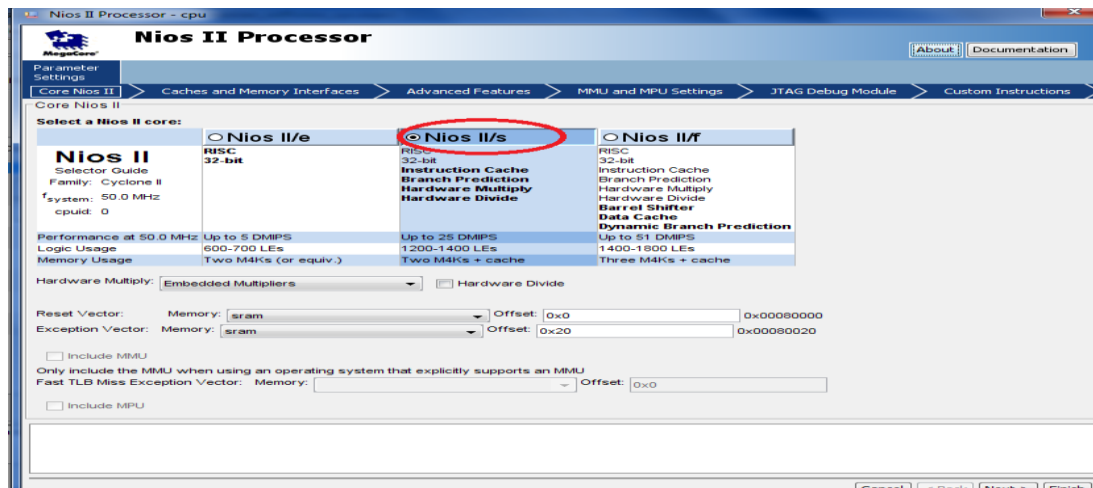 Nios II Processor - cpu
MegaCore®
Nios II Processor
About Documentation
Parameter
Settings
Core Nios II Caches and Memory Interfaces Advanced Features MMU and MPU Settings JTAG Debug Module Custom Instructions
Core Nios II
Select a Nios II core:
Nios II/e Nios II/s Nios II/f
Nios II
Selector Guide
Family: Cyclone II
fsystem: 50.0 MHz
cpuid: 0
RISC
32-bit
RISC
32-bit
Instruction Cache
Branch Prediction
Hardware Multiply
Hardware Divide
RISC
32-bit
Instruction Cache
Branch Prediction
Hardware Multiply
Hardware Divide
Barrel Shifter
Data Cache
Dynamic Branch Prediction
Performance at 50.0 MHz Up to 5 DMIPS Up to 25 DMIPS Up to 51 DMIPS
Logic Usage 600-700 LEs 1200-1400 LEs 1400-1800 LEs
Memory Usage Two M4Ks (or equiv.) Two M4Ks + cache Three M4Ks + cache
Hardware Multiply: Embedded Multipliers Hardware Divide
Reset Vector: Memory: sram Offset: 0x0 0x00080000
Exception Vector: Memory: sram Offset: 0x20 0x00080020
Include MMU
Only include the MMU when using an operating system that explicitly supports an MMU
Fast TLB Miss Exception Vector: Memory: Offset: 0x0
Include MPU
Cancel < Back Next > Finish